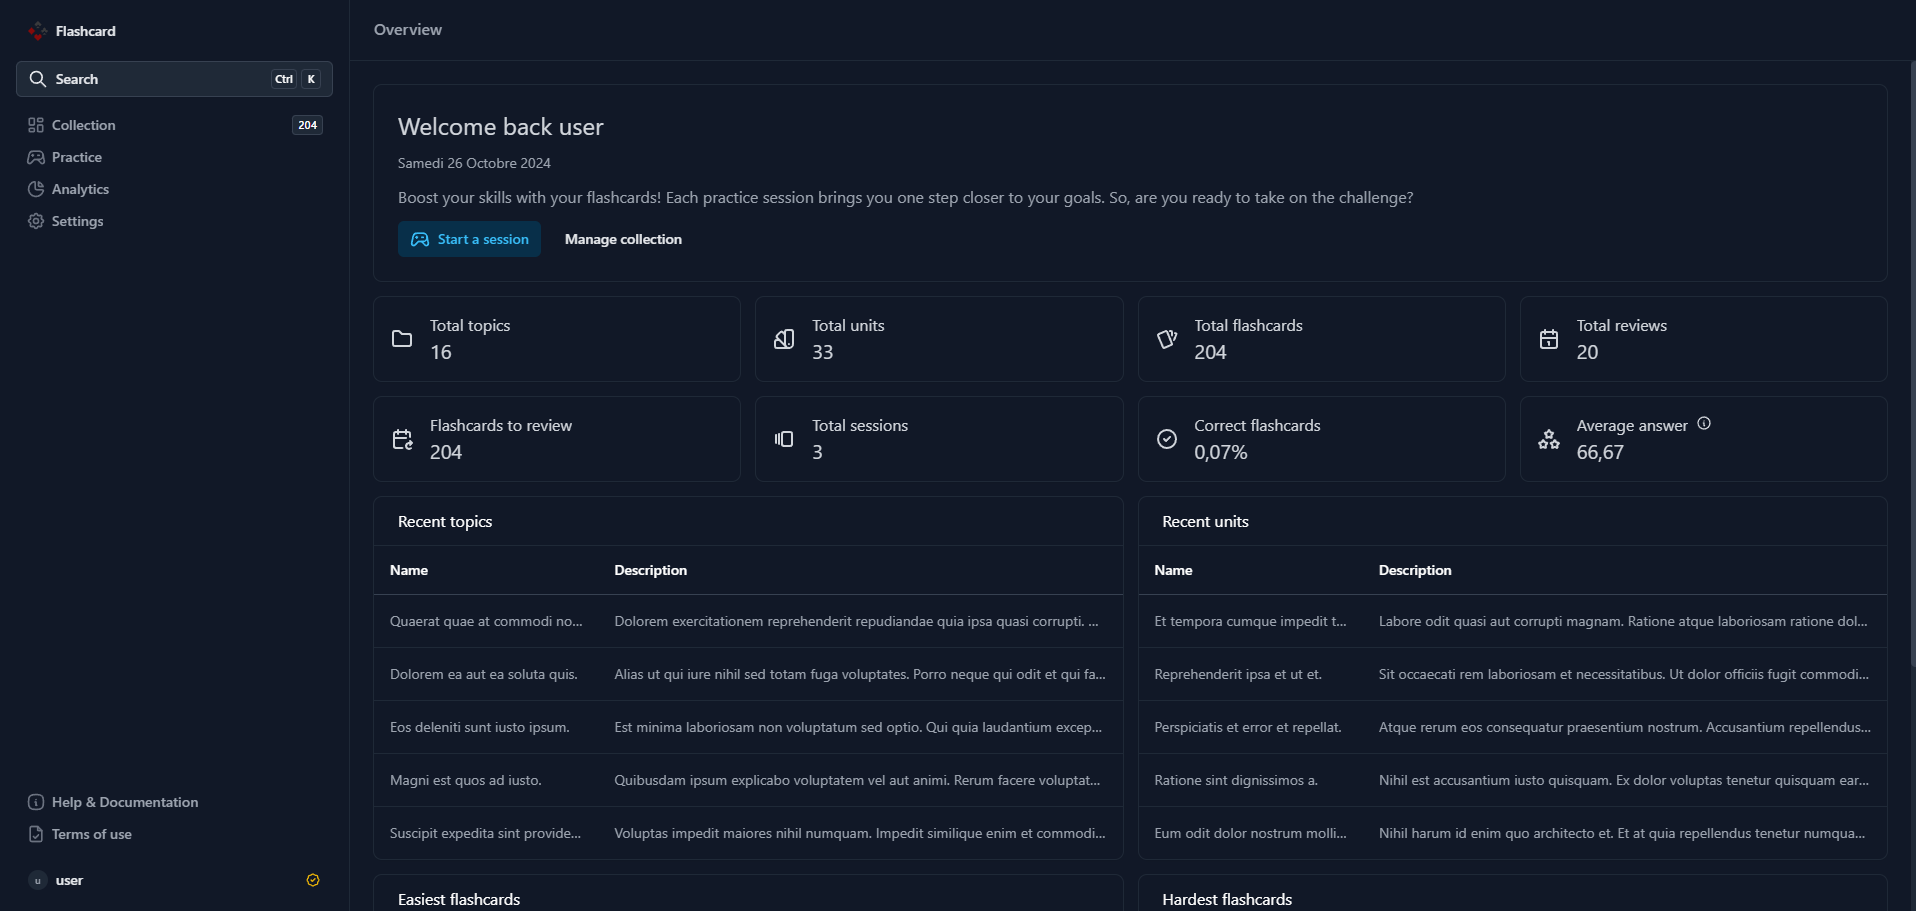 Flashcard
Search Ctrl K
Collection 204
Practice
Analytics
Settings
Help & Documentation
Terms of use
u user
Overview
Welcome back user
Samedi 26 Octobre 2024
Boost your skills with your flashcards! Each practice session brings you one step closer to your goals. So, are you ready to take on the challenge?
Start a session Manage collection
Total topics
16
Total units
33
Total flashcards
204
Total reviews
20
Flashcards to review
204
Total sessions
3
Correct flashcards
0,07%
Average answer
66,67
Recent topics
Name Description
Quaerat quae at commodi no... Dolorem exercitationem reprehenderit repudiandae quia ipsa quasi corrupti. ...
Dolorem ea aut ea soluta quis. Alias ut qui iure nihil sed totam fuga voluptates. Porro neque qui odit et qui fa...
Eos deleniti sunt iusto ipsum. Est minima laboriosam non voluptatum sed optio. Qui quia laudantium excep...
Magni est quos ad iusto. Quibusdam ipsum explicabo voluptatem vel aut animi. Rerum facere voluptat...
Suscipit expedita sint provide... Voluptas impedit maiores nihil numquam. Impedit similique enim et commodi...
Recent units
Name Description
Et tempora cumque impedit t... Labore odit quasi aut corrupti magnam. Ratione atque laboriosam ratione dol...
Reprehenderit ipsa et ut et. Sit occaecati rem laboriosam et necessitatibus. Ut dolor officiis fugit commodi...
Perspiciatis et error et repellat. Atque rerum eos consequatur praesentium nostrum. Accusantium repellendus...
Ratione sint dignissimos a. Nihil est accusantium iusto quisquam. Ex dolor voluptas tenetur quisquam ear...
Eum odit dolor nostrum molli... Nihil harum id enim quo architecto et. Et at quia repellendus tenetur numqua...
Easiest flashcards
Hardest flashcards